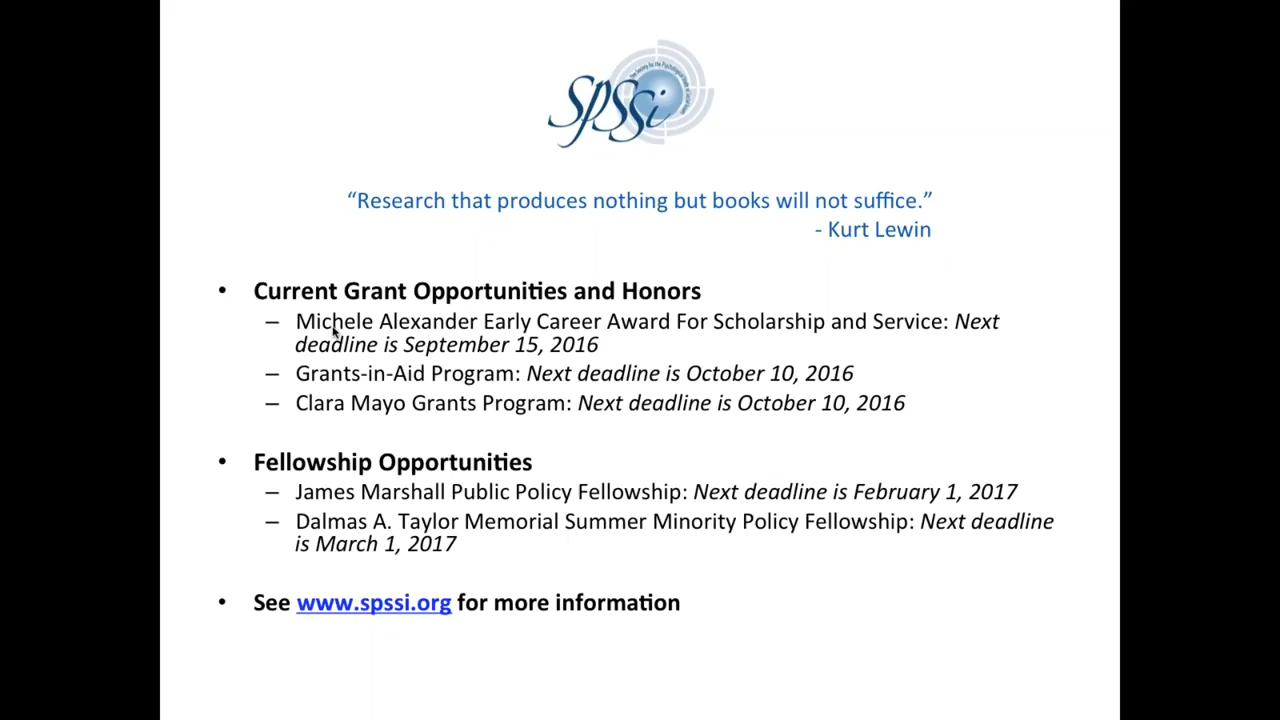 SPSSi
“Research that produces nothing but books will not suffice.”
- Kurt Lewin
• Current Grant Opportunities and Honors
– Michele Alexander Early Career Award For Scholarship and Service: Next
deadline is September 15, 2016
– Grants-in-Aid Program: Next deadline is October 10, 2016
– Clara Mayo Grants Program: Next deadline is October 10, 2016
• Fellowship Opportunities
– James Marshall Public Policy Fellowship: Next deadline is February 1, 2017
– Dalmas A. Taylor Memorial Summer Minority Policy Fellowship: Next deadline
is March 1, 2017
• See www.spssi.org for more information